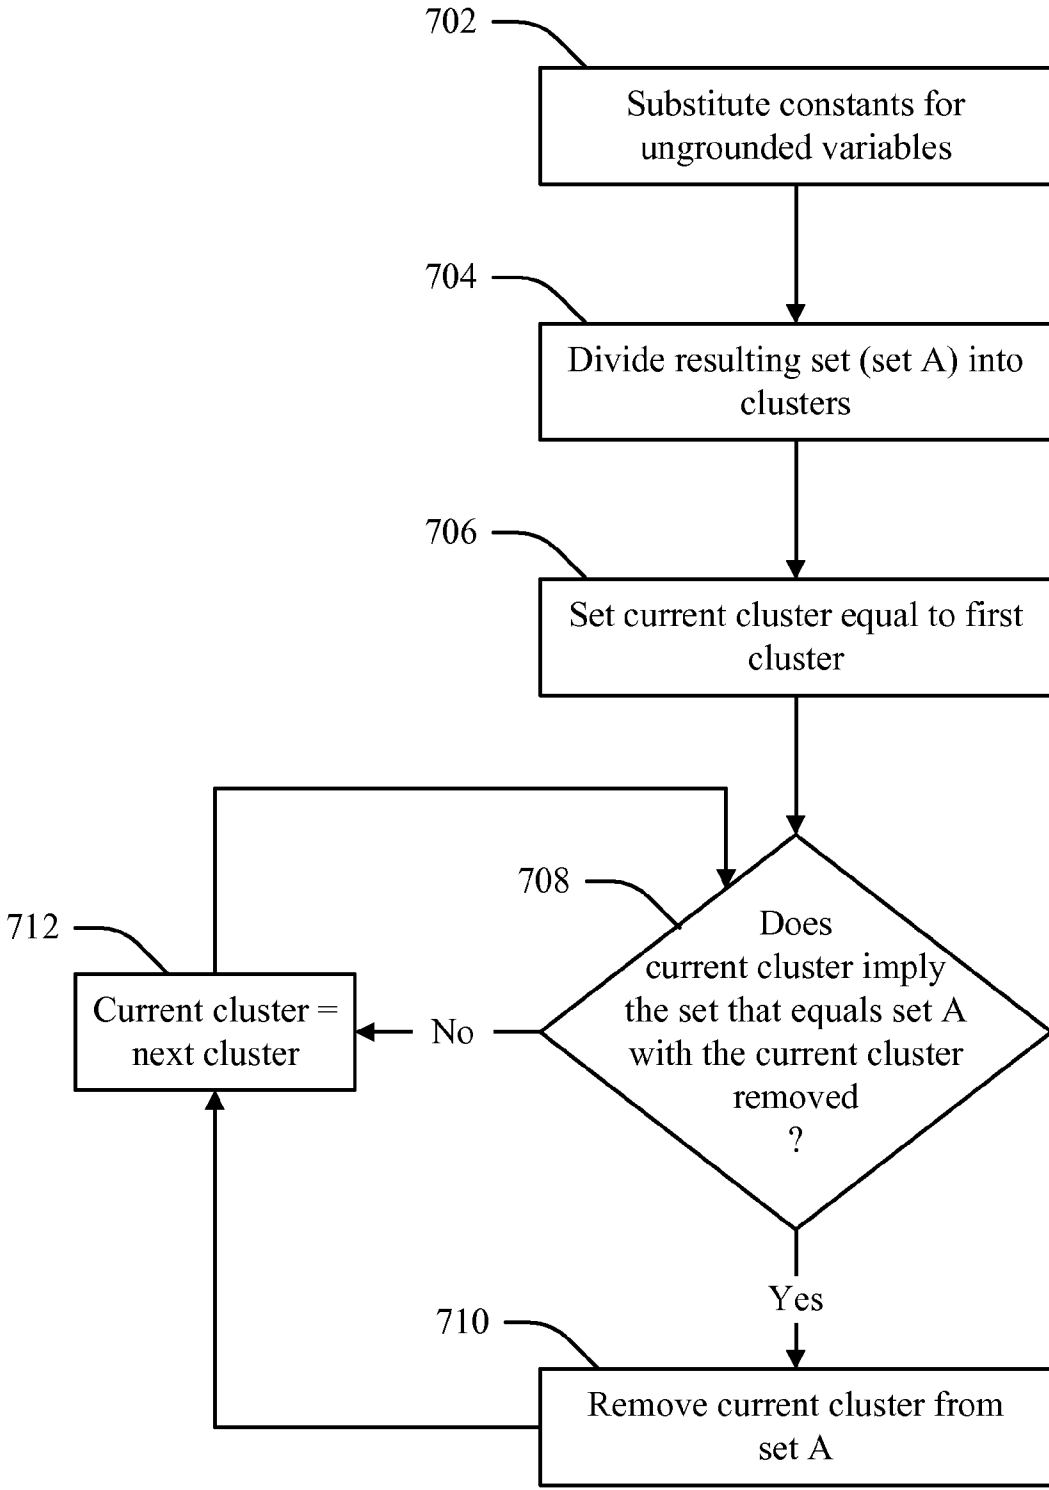 702
Substitute constants for
ungrounded variables
704
Divide resulting set (set A) into
clusters
706
Set current cluster equal to first
cluster
708
Does
current cluster imply
the set that equals set A
with the current cluster
removed
?
712
Current cluster =
next cluster
No
Yes
710
Remove current cluster from
set A